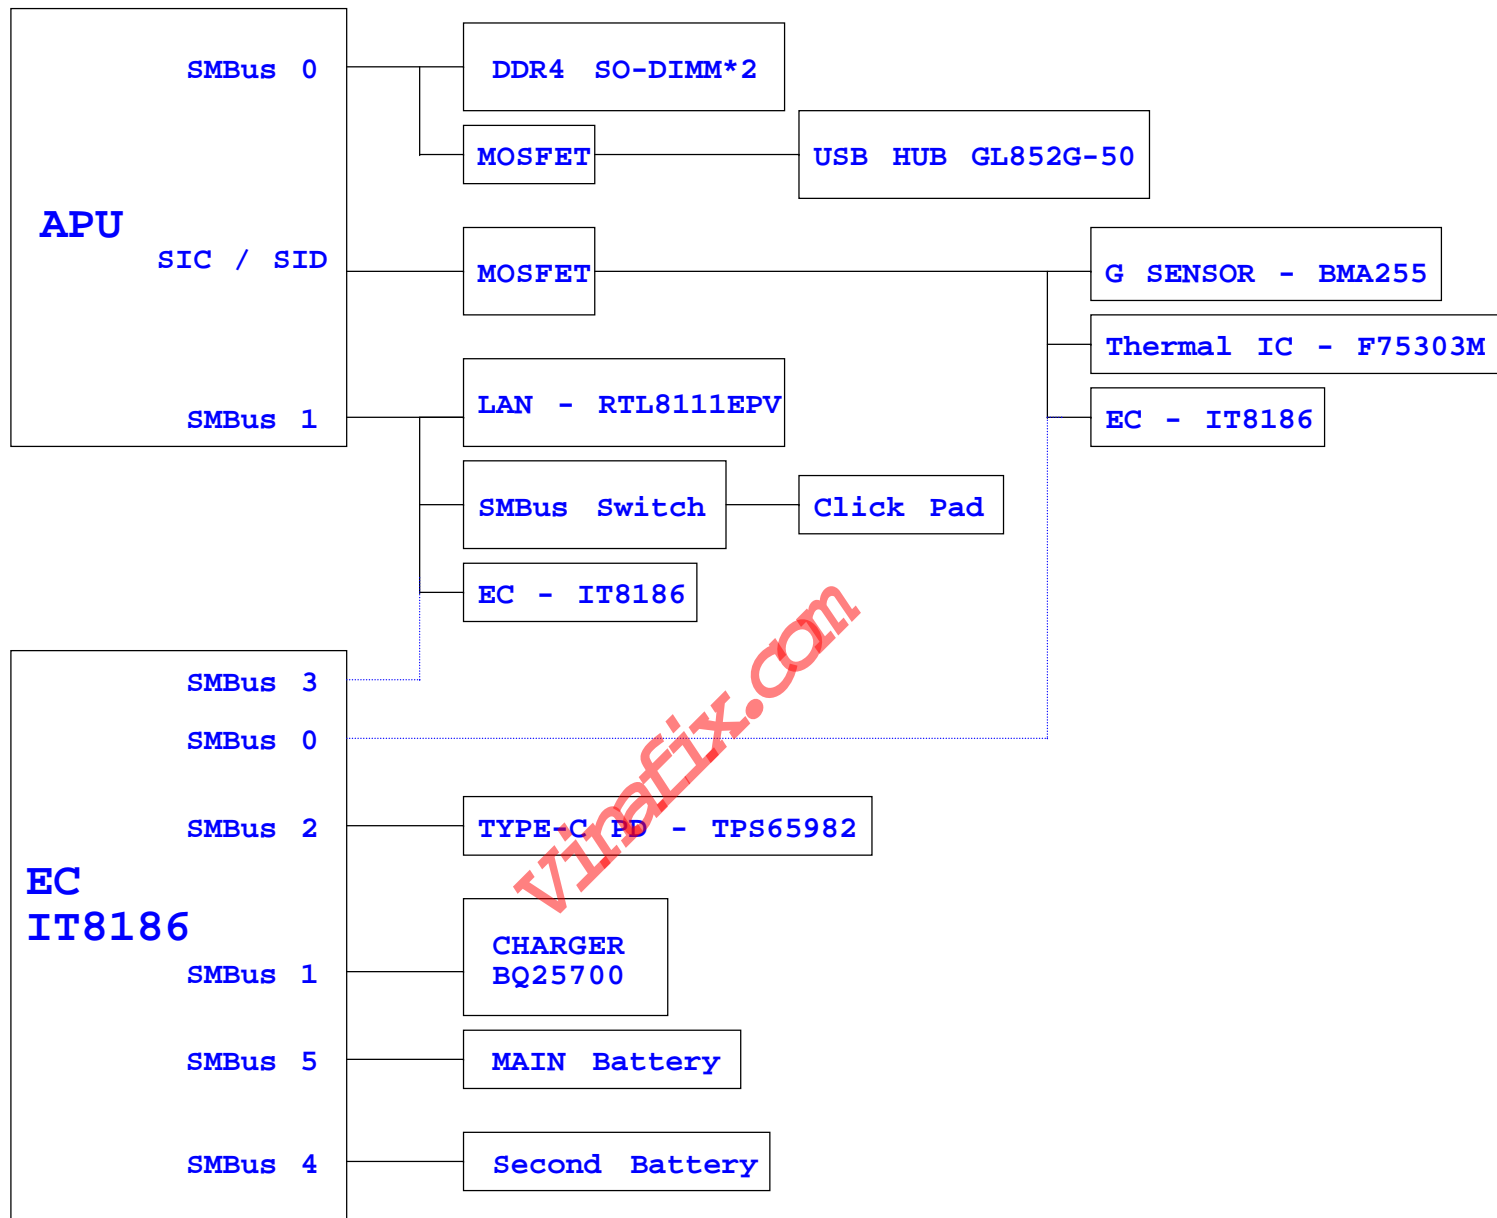 SMBus 0
DDR4 SO-DIMM*2
MOSFET
USB HUB GL852G-50
APU
SIC / SID
MOSFET
G SENSOR - BMA255
Thermal IC - F75303M
EC - IT8186
SMBus 1
LAN - RTL8111EPV
SMBus Switch
Click Pad
EC - IT8186
SMBus 3
SMBus 0
SMBus 2
TYPE-C PD - TPS65982
EC
IT8186
CHARGER
BQ25700
SMBus 1
SMBus 5
MAIN Battery
SMBus 4
Second Battery
Vinafix.com